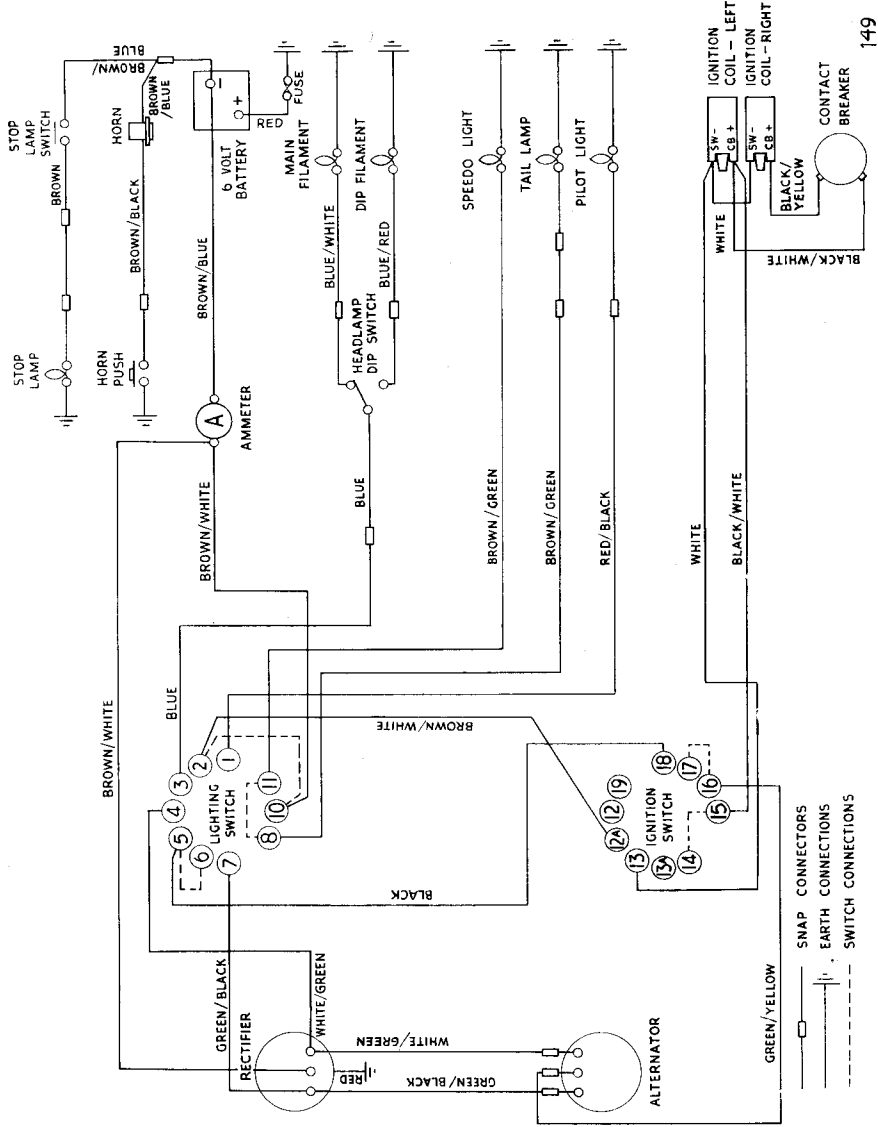 149
STOP
LAMP
SWITCH
BROWN
STOP
LAMP
BROWN/
BLUE
BROWN
/BLUE
HORN
BROWN/BLACK
HORN
PUSH
6 VOLT
BATTERY
-
+
RED
FUSE
BROWN/BLUE
A
AMMETER
BROWN/WHITE
BROWN/WHITE
MAIN
FILAMENT
BLUE/WHITE
DIP FILAMENT
BLUE/RED
HEADLAMP
DIP SWITCH
BLUE
BLUE
SPEEDO LIGHT
BROWN/GREEN
TAIL LAMP
BROWN/GREEN
PILOT LIGHT
RED/BLACK
IGNITION
COIL - LEFT
IGNITION
COIL-RIGHT
SW-
CB +
SW-
CB +
WHITE
BLACK/
YELLOW
BLACK/WHITE
CONTACT
BREAKER
WHITE
BLACK/WHITE
BROWN/WHITE
LIGHTING
SWITCH
1
2
3
4
5
6
7
8
10
11
BLACK
IGNITION
SWITCH
12
12A
13
13A
14
15
16
17
18
19
GREEN/BLACK
RECTIFIER
WHITE/GREEN
RED
WHITE/GREEN
GREEN/BLACK
ALTERNATOR
GREEN/YELLOW
SNAP CONNECTORS
EARTH CONNECTIONS
SWITCH CONNECTIONS